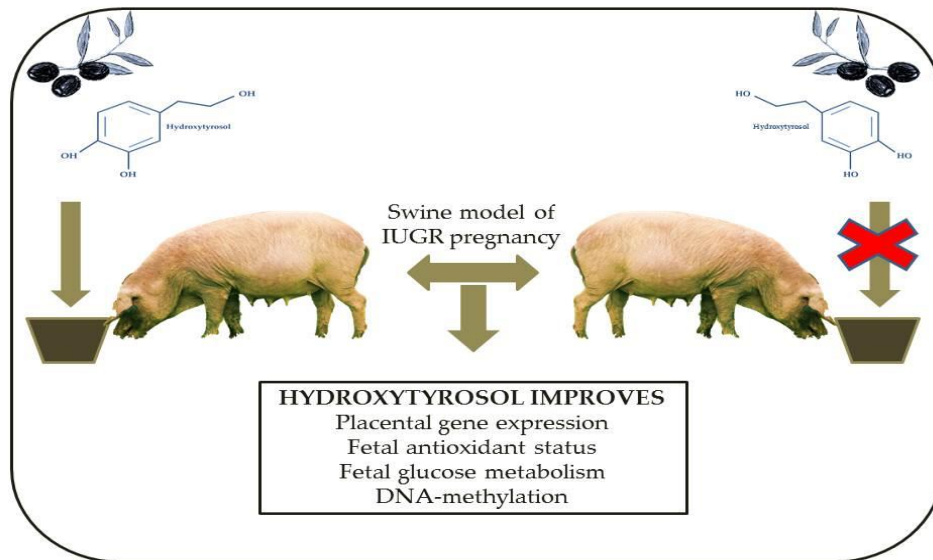 OH
Hydroxytyrosol
OH
OH
HO
Hydroxytyrosol
HO
HO
Swine model of
IUGR pregnancy
HYDROXYTYROSOL IMPROVES
Placental gene expression
Fetal antioxidant status
Fetal glucose metabolism
DNA-methylation